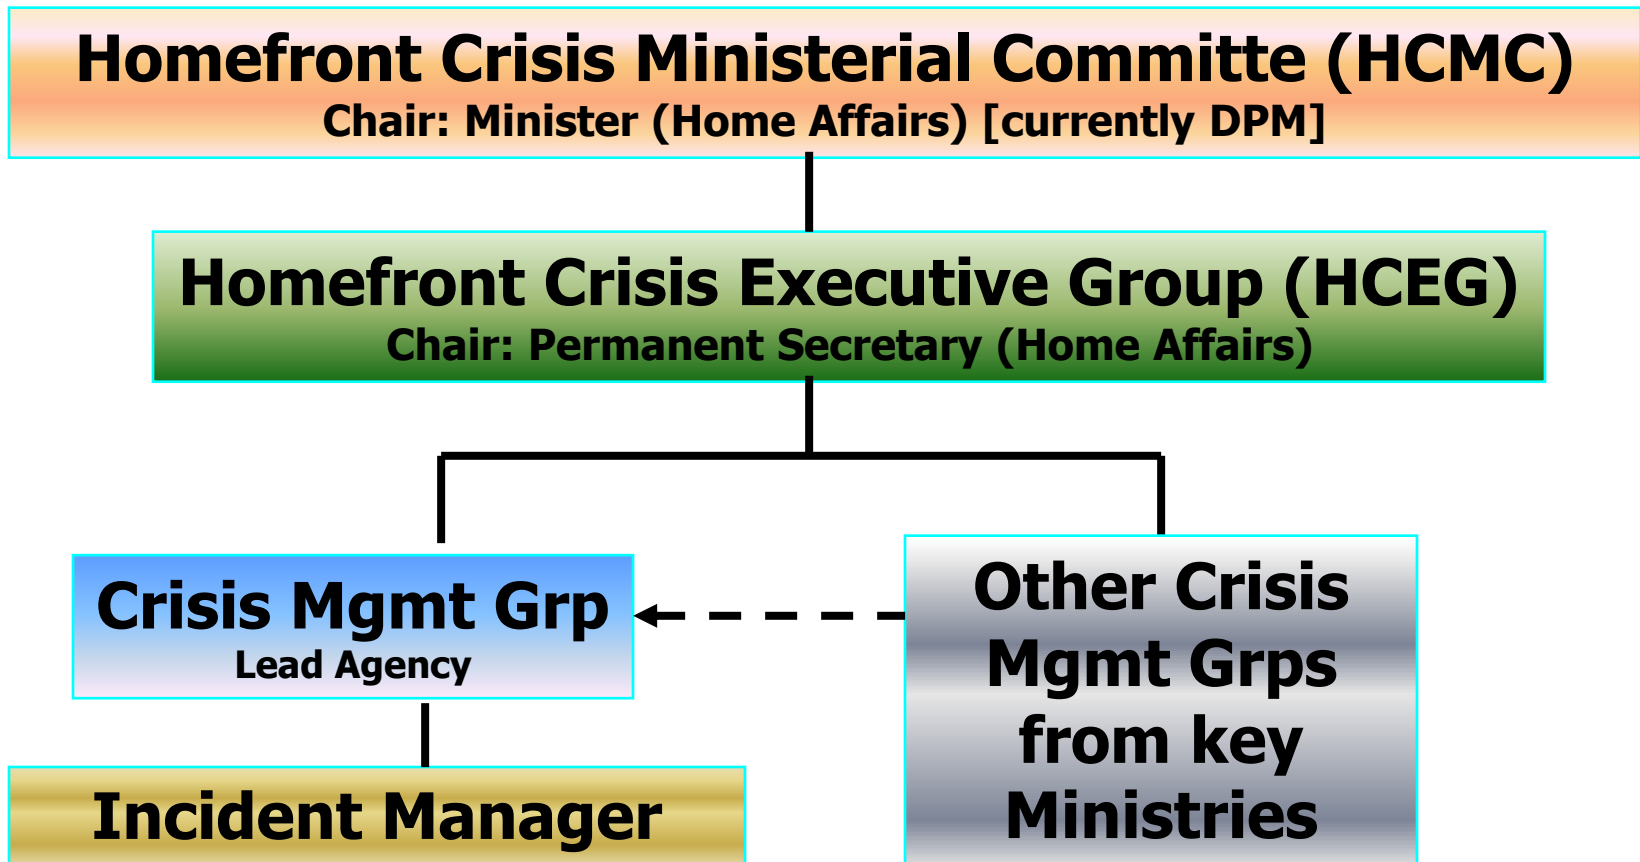 Homefront Crisis Ministerial Committe (HCMC)
Chair: Minister (Home Affairs) [currently DPM]
Homefront Crisis Executive Group (HCEG)
Chair: Permanent Secretary (Home Affairs)
Crisis Mgmt Grp
Lead Agency
Other Crisis
Mgmt Grps
from key
Ministries
Incident Manager